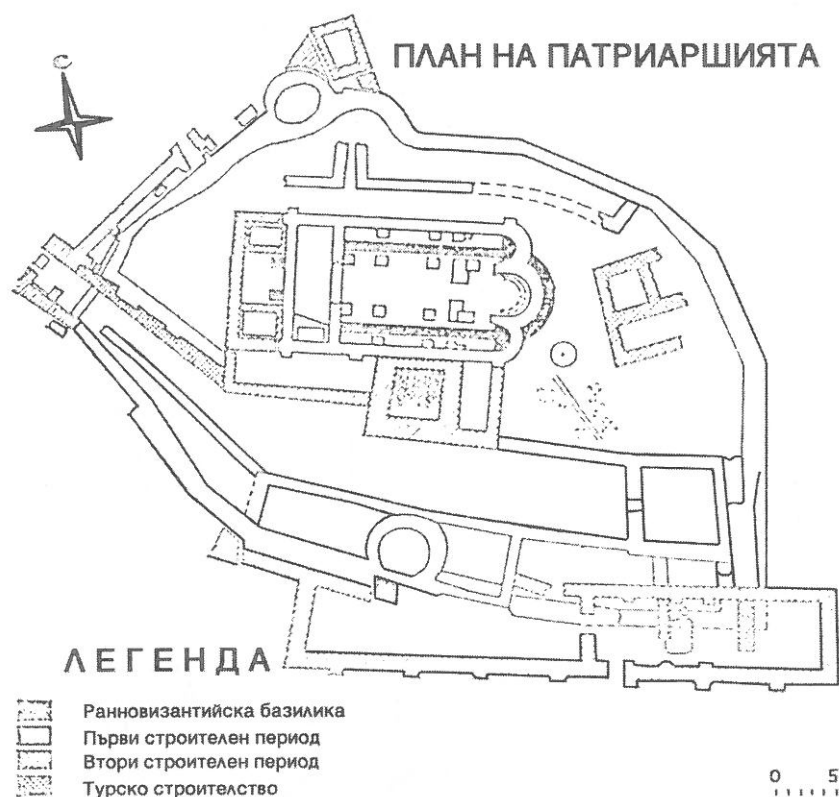 С
ПЛАН НА ПАТРИАРШИЯТА
ЛЕГЕНДА
Ранновизантийска базилика
Първи строителен период
Втори строителен период
Турско строителство
0 5